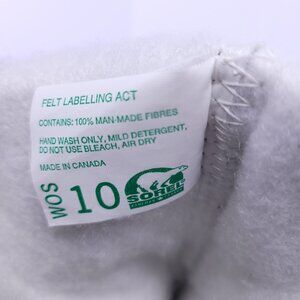 FELT LABELLING ACT
CONTAINS: 100% MAN-MADE FIBRES
HAND WASH ONLY, MILD DETERGENT,
DO NOT USE BLEACH, AIR DRY
MADE IN CANADA
WOS 10 SOREL